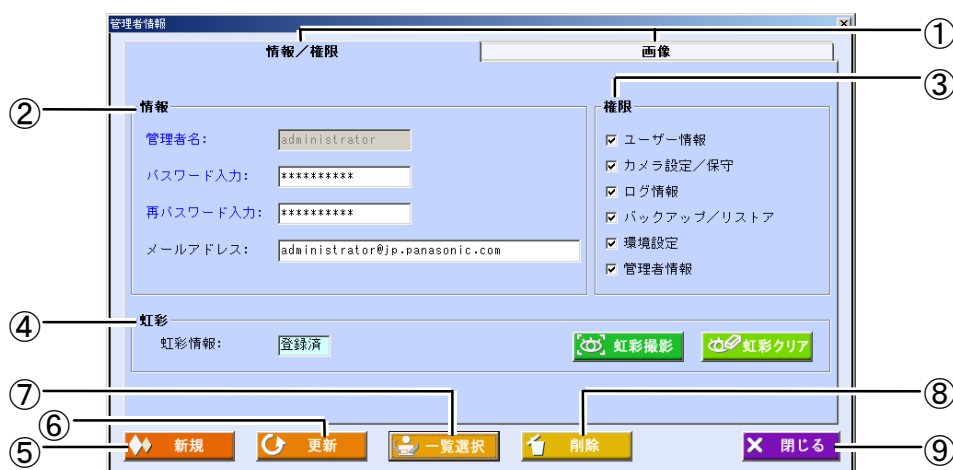 管理者情報
①
情報／権限
画像
②
③
情報
権限
管理者名:
administrator
ユーザー情報
パスワード入力:
**********
カメラ設定／保守
ログ情報
再パスワード入力:
**********
バックアップ／リストア
メールアドレス:
administrator@jp.panasonic.com
環境設定
管理者情報
④
虹彩
虹彩情報:
登録済
虹彩撮影
虹彩クリア
⑦
⑧
⑥
⑤
新規
更新
一覧選択
削除
閉じる
⑨